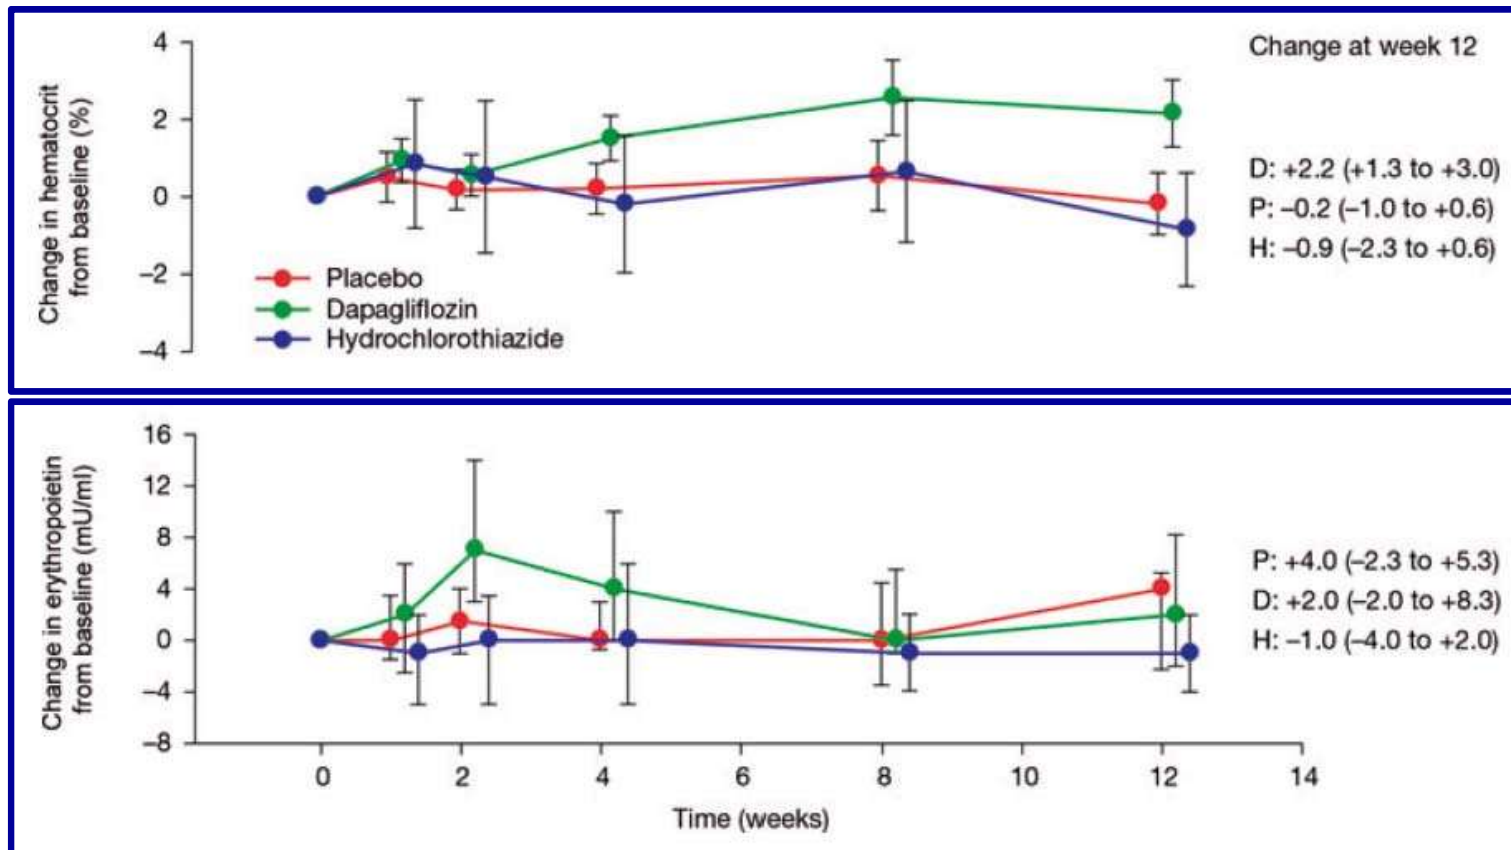 Change in hematocrit
from baseline (%)
4
2
0
–2
–4
Placebo
Dapagliflozin
Hydrochlorothiazide
Change at week 12
D: +2.2 (+1.3 to +3.0)
P: –0.2 (–1.0 to +0.6)
H: –0.9 (–2.3 to +0.6)
Change in erythropoietin
from baseline (mU/ml)
16
12
8
4
0
–4
–8
P: +4.0 (–2.3 to +5.3)
D: +2.0 (–2.0 to +8.3)
H: –1.0 (–4.0 to +2.0)
0 2 4 6 8 10 12 14
Time (weeks)